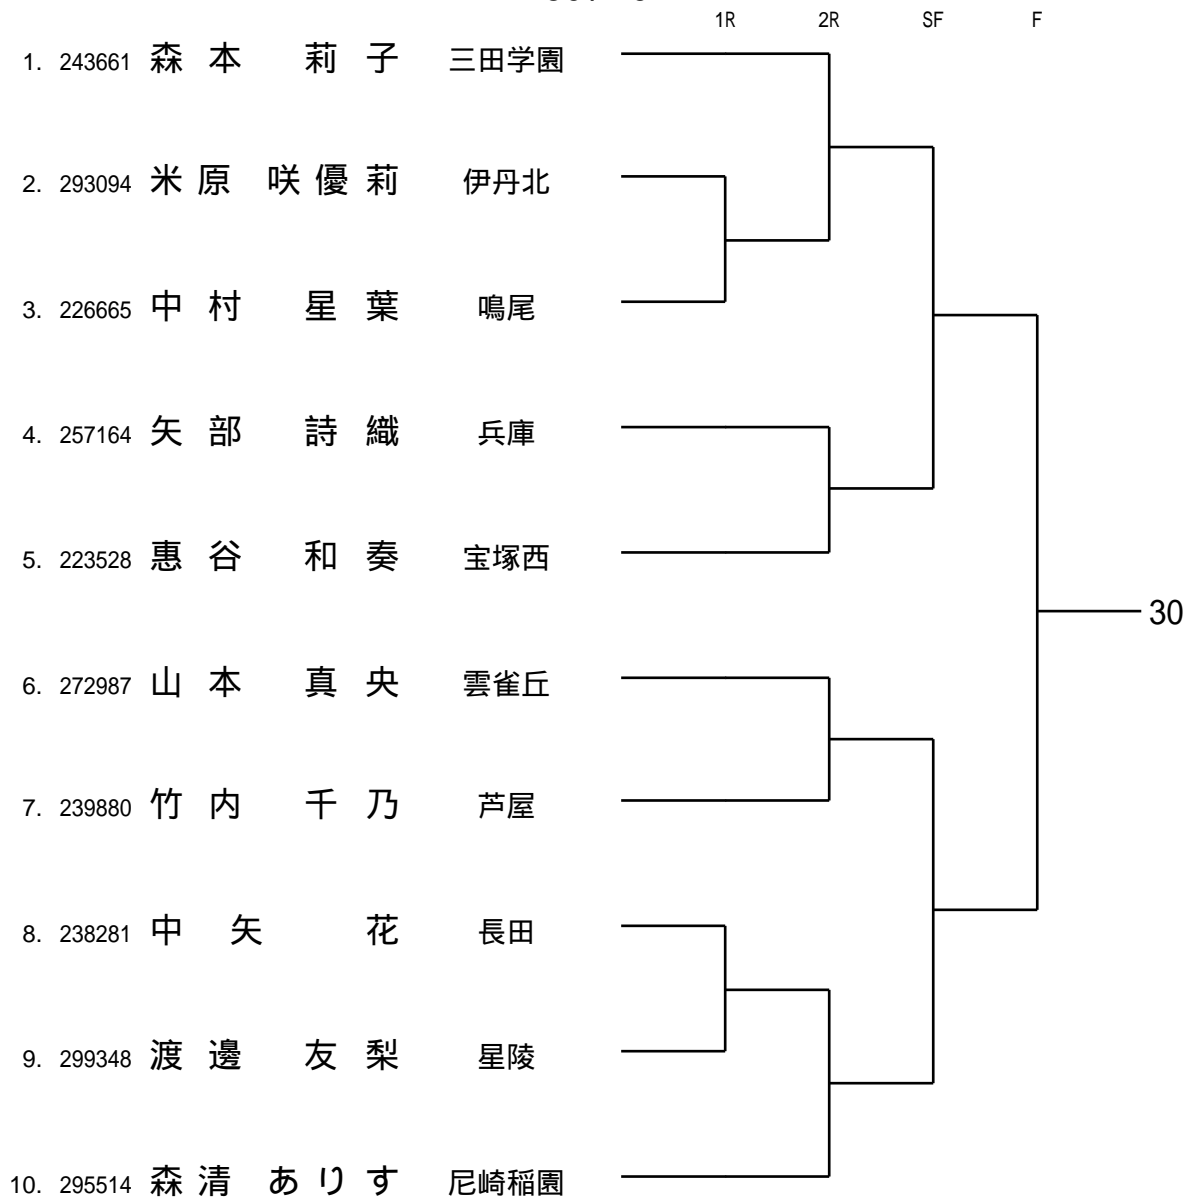 1R 2R SF F
1. 243661 森本 莉子 三田学園
2. 293094 米原 咲優莉 伊丹北
3. 226665 中村 星葉 鳴尾
4. 257164 矢部 詩織 兵庫
5. 223528 惠谷 和奏 宝塚西
30
6. 272987 山本 真央 雲雀丘
7. 239880 竹内 千乃 芦屋
8. 238281 中矢 花 長田
9. 299348 渡邊 友梨 星陵
10. 295514 森清 ありす 尼崎稲園